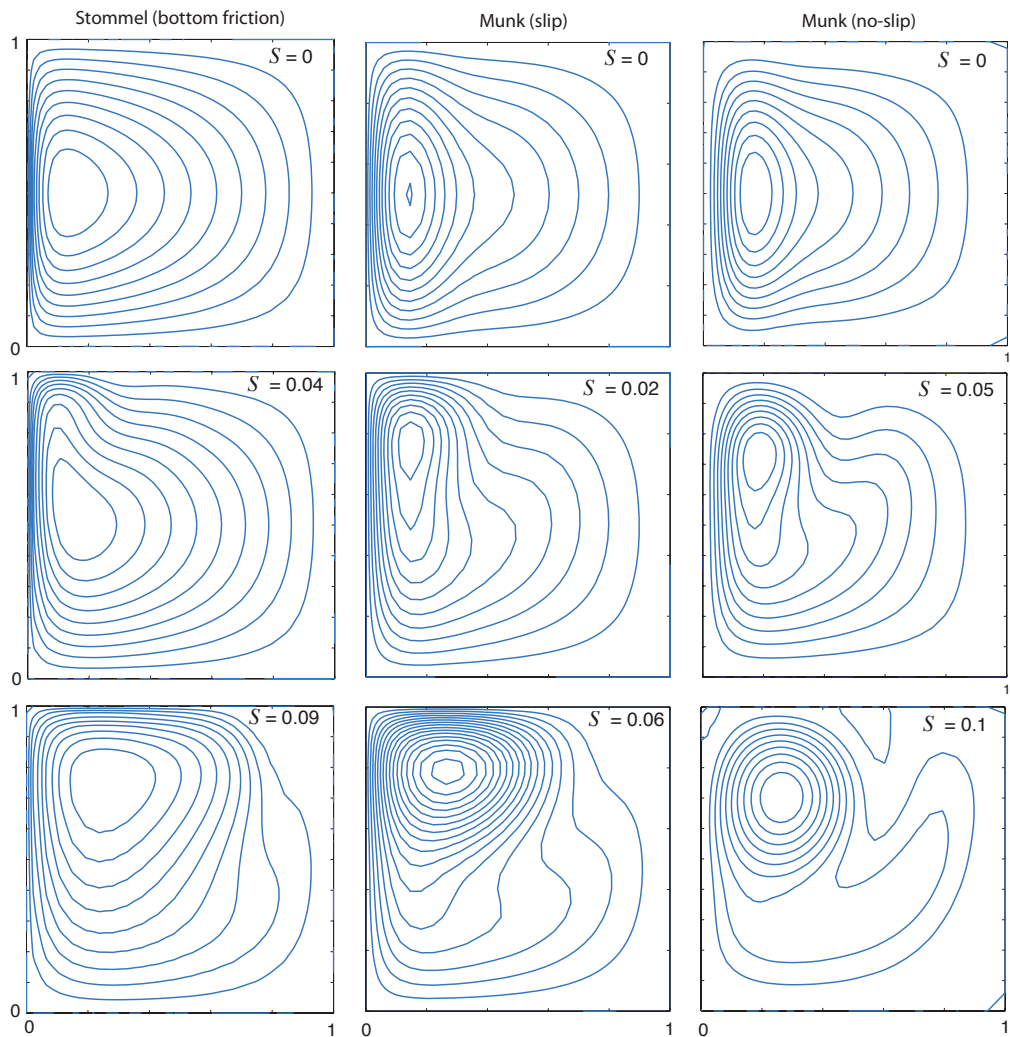 Stommel (bottom friction)
Munk (slip)
Munk (no-slip)
1
S = 0
S = 0
S = 0
0
1
1
S = 0.04
S = 0.02
S = 0.05
0
1
1
S = 0.09
S = 0.06
S = 0.1
0
0
1
0
1
0
1